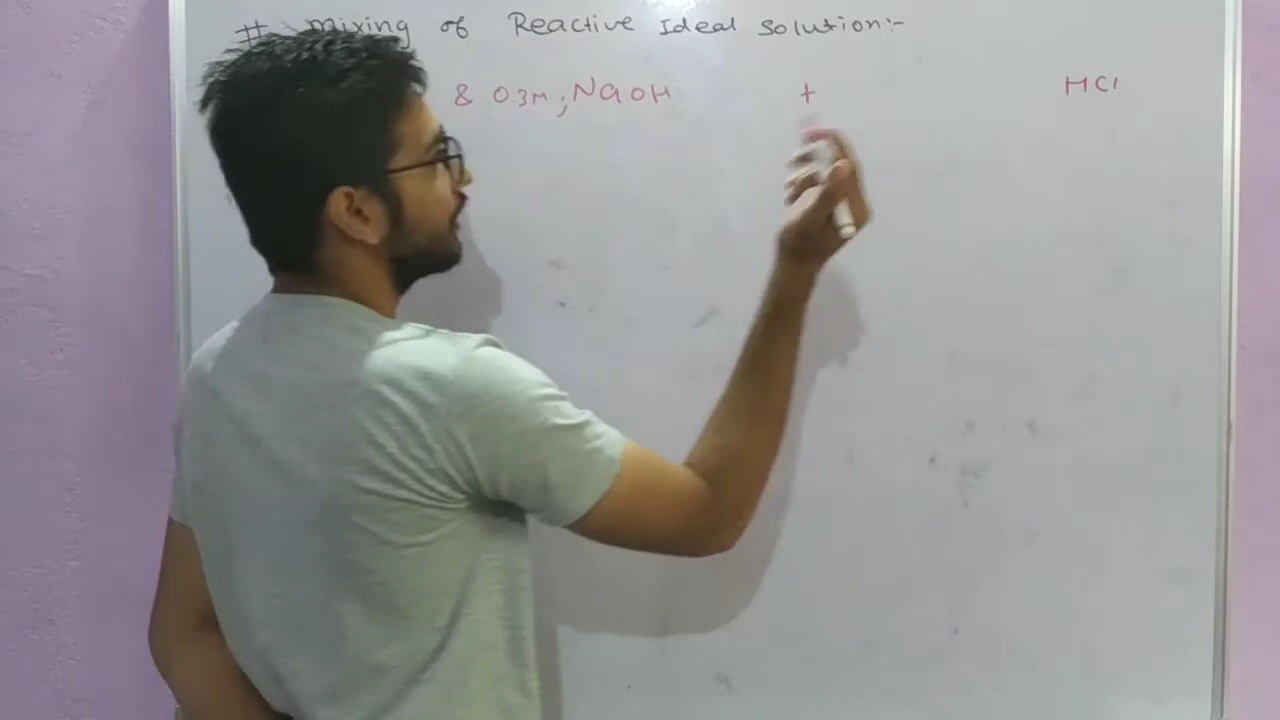 # Mixing of Reactive Ideal Solution:-
& 0.3M; NaOH + HCl